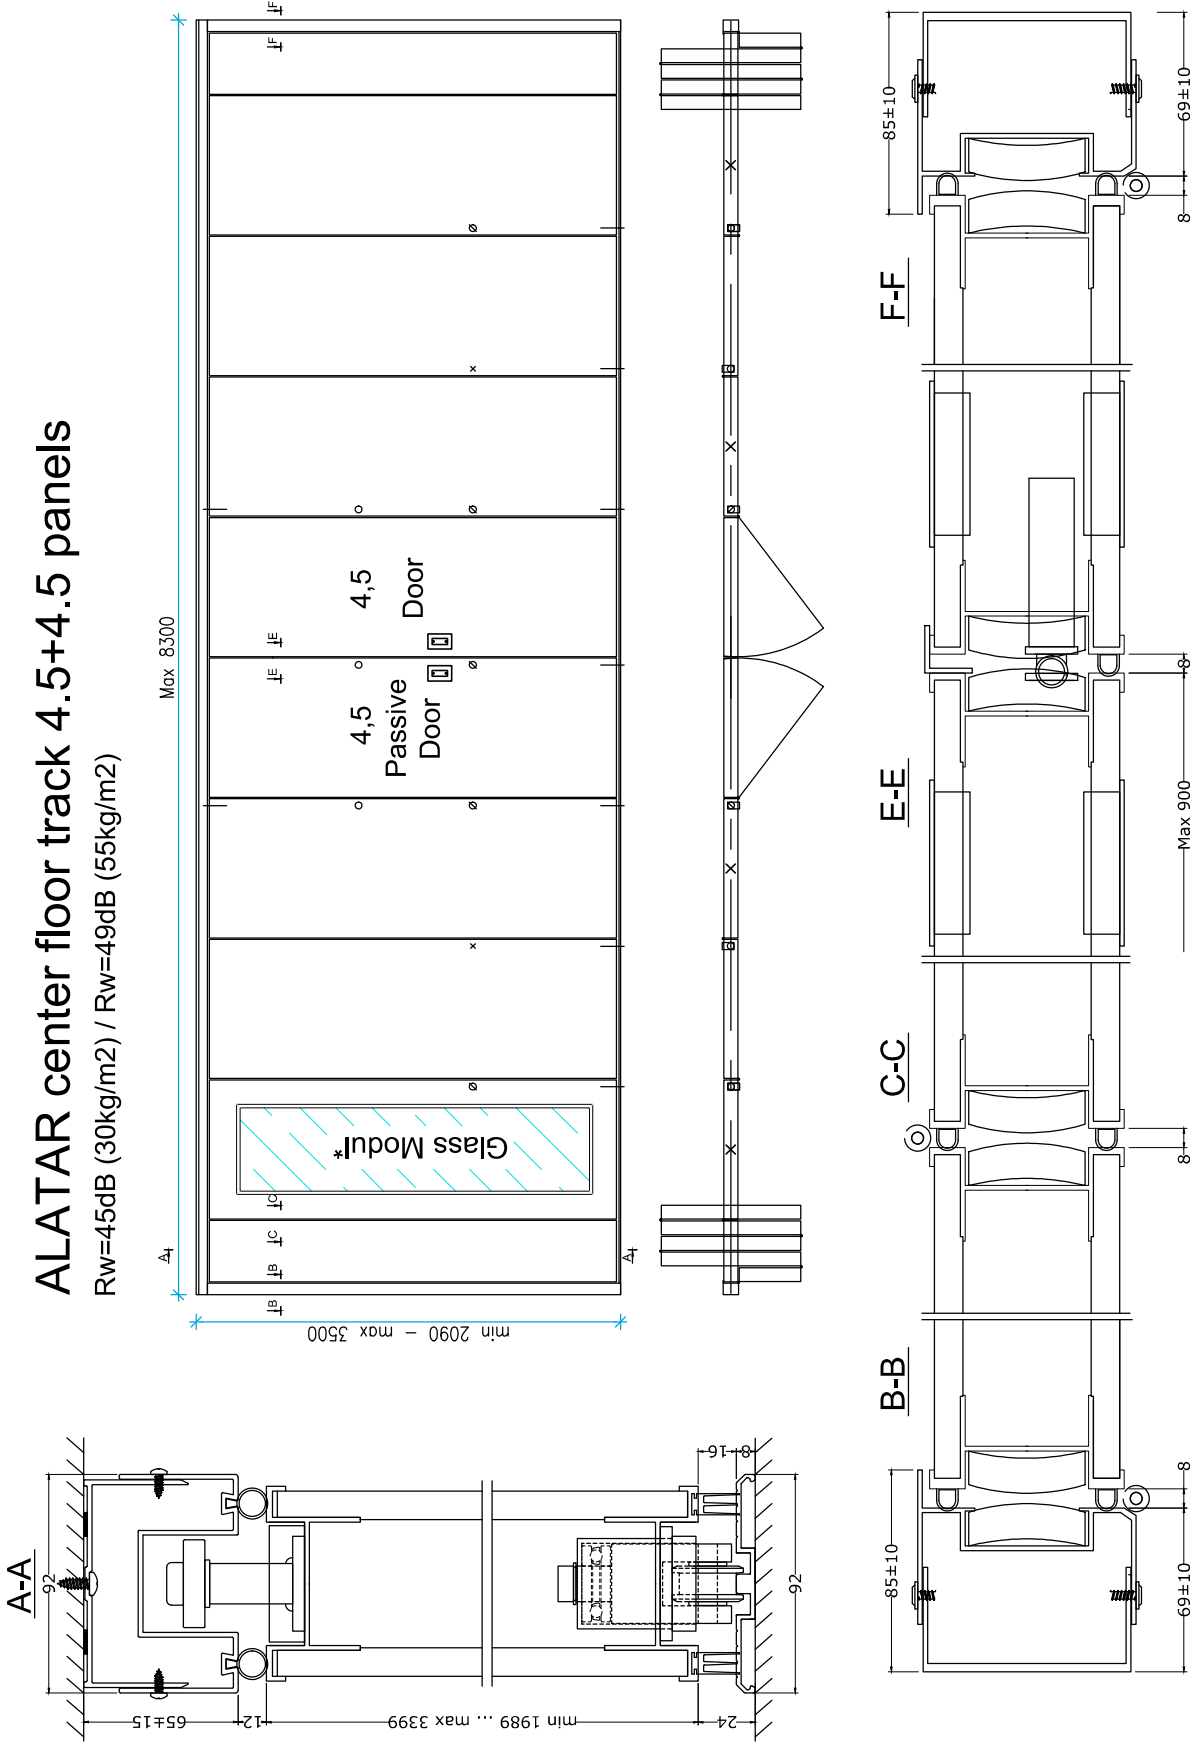 ALATAR center floor track 4.5+4.5 panels
Rw=45dB (30kg/m2) / Rw=49dB (55kg/m2)
A-A
92
65±15
12
min 1989 ... max 3399
24
16
8
92
Max 8300
min 2090 - max 3500
A
A
B
B
C
C
E
E
F
F
Glass Modul*
4,5
Passive
Door
4,5
Door
B-B
85±10
69±10
8
C-C
8
E-E
Max 900
8
F-F
85±10
69±10
8